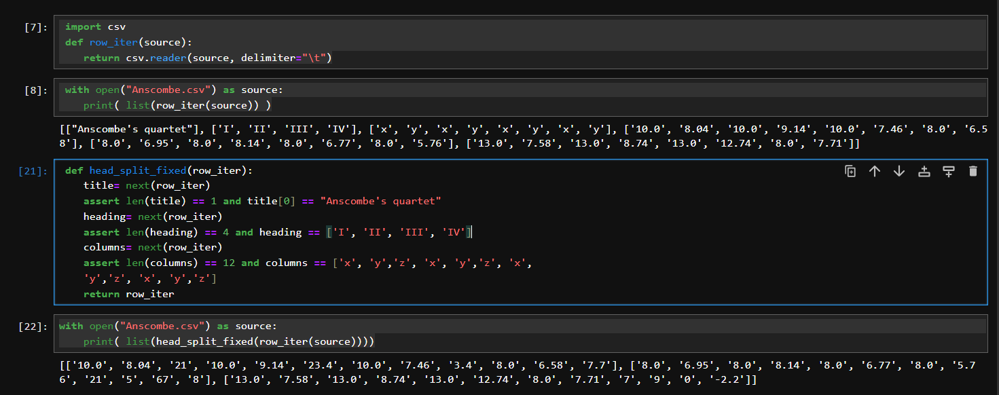 [7]: import csv
def row_iter(source):
return csv.reader(source, delimiter="\t")
[8]: with open("Anscombe.csv") as source:
print( list(row_iter(source)) )
[["Anscombe's quartet"], ['I', 'II', 'III', 'IV'], ['x', 'y', 'x', 'y', 'x', 'y', 'x', 'y'], ['10.0', '8.04', '10.0', '9.14', '10.0', '7.46', '8.0', '6.5
8'], ['8.0', '6.95', '8.0', '8.14', '8.0', '6.77', '8.0', '5.76'], ['13.0', '7.58', '13.0', '8.74', '13.0', '12.74', '8.0', '7.71']]
[21]: def head_split_fixed(row_iter):
title= next(row_iter)
assert len(title) == 1 and title[0] == "Anscombe's quartet"
heading= next(row_iter)
assert len(heading) == 4 and heading == ['I', 'II', 'III', 'IV']
columns= next(row_iter)
assert len(columns) == 12 and columns == ['x', 'y','z', 'x', 'y','z', 'x',
'y','z', 'x', 'y','z']
return row_iter
[22]: with open("Anscombe.csv") as source:
print( list(head_split_fixed(row_iter(source))))
[['10.0', '8.04', '21', '10.0', '9.14', '23.4', '10.0', '7.46', '3.4', '8.0', '6.58', '7.7'], ['8.0', '6.95', '8.0', '8.14', '8.0', '6.77', '8.0', '5.7
6', '21', '5', '67', '8'], ['13.0', '7.58', '13.0', '8.74', '13.0', '12.74', '8.0', '7.71', '7', '9', '0', '-2.2']]